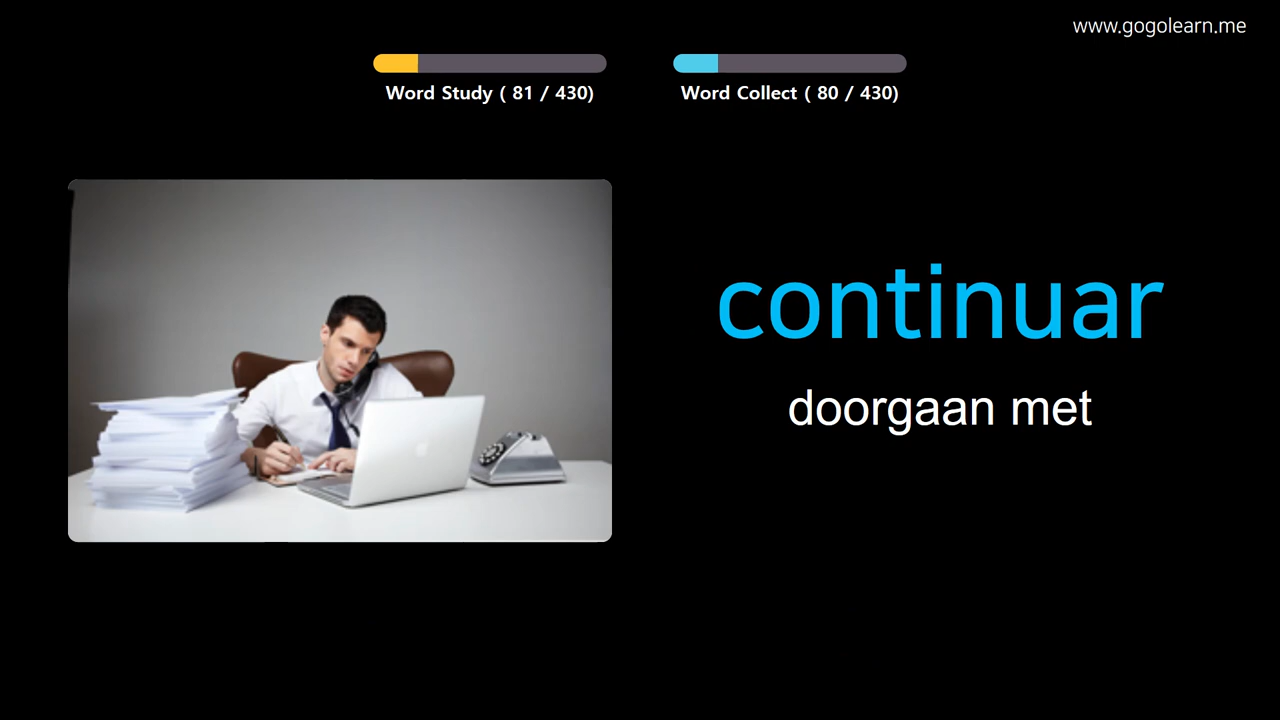 www.gogolearn.me
Word Study ( 81 / 430)
Word Collect ( 80 / 430)
continuar
doorgaan met